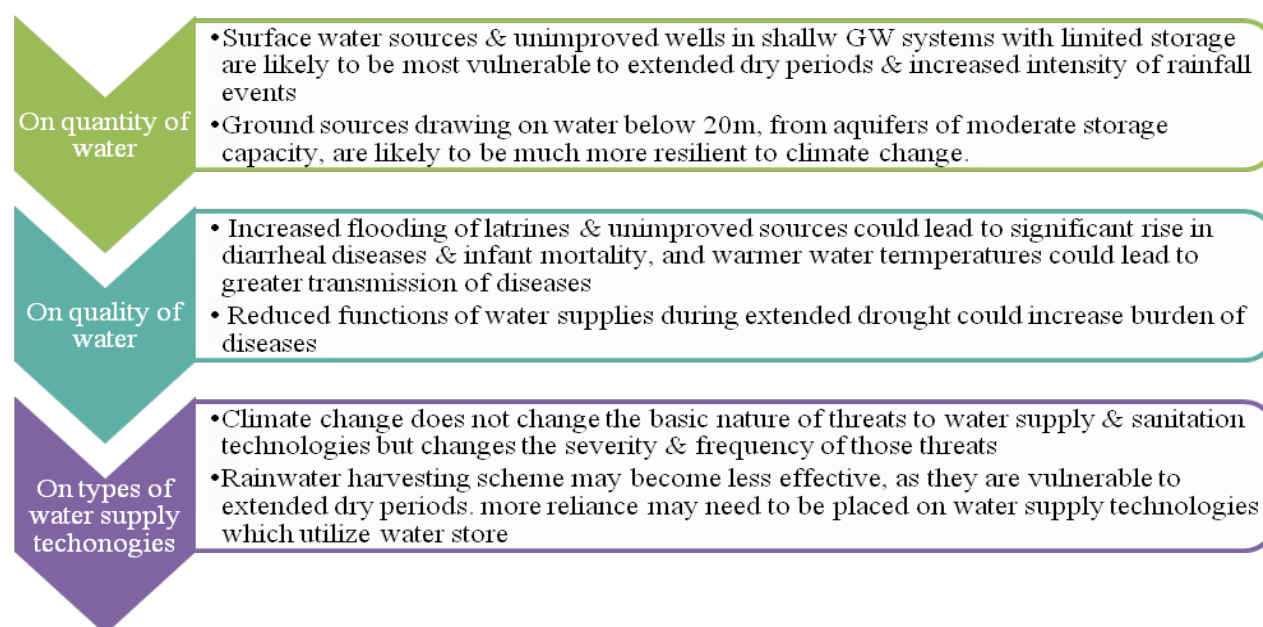 On quantity of
water
•Surface water sources & unimproved wells in shallw GW systems with limited storage
are likely to be most vulnerable to extended dry periods & increased intensity of rainfall
events
•Ground sources drawing on water below 20m, from aquifers of moderate storage
capacity, are likely to be much more resilient to climate change.
On quality of
water
• Increased flooding of latrines & unimproved sources could lead to significant rise in
diarrheal diseases & infant mortality, and warmer water termperatures could lead to
greater transmission of diseases
• Reduced functions of water supplies during extended drought could increase burden of
diseases
On types of
water supply
techonogies
•Climate change does not change the basic nature of threats to water supply & sanitation
technologies but changes the severity & frequency of those threats
•Rainwater harvesting scheme may become less effective, as they are vulnerable to
extended dry periods. more reliance may need to be placed on water supply technologies
which utilize water store